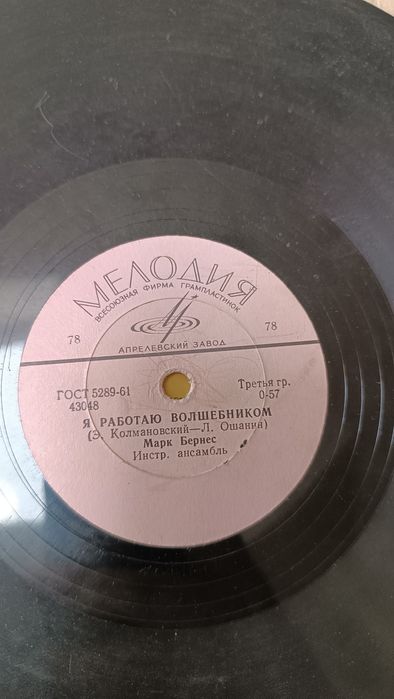 МЕЛОДИЯ
ВСЕСОЮЗНАЯ ФИРМА ГРАМПЛАСТИНОК
78 78
АПРЕЛЕВСКИЙ ЗАВОД
ГОСТ 5289-61 Третья гр.
43048 0-57
Я РАБОТАЮ ВОЛШЕБНИКОМ
(Э. Колмановский—Л. Ошанин)
Марк Бернес
Инстр. ансамбль